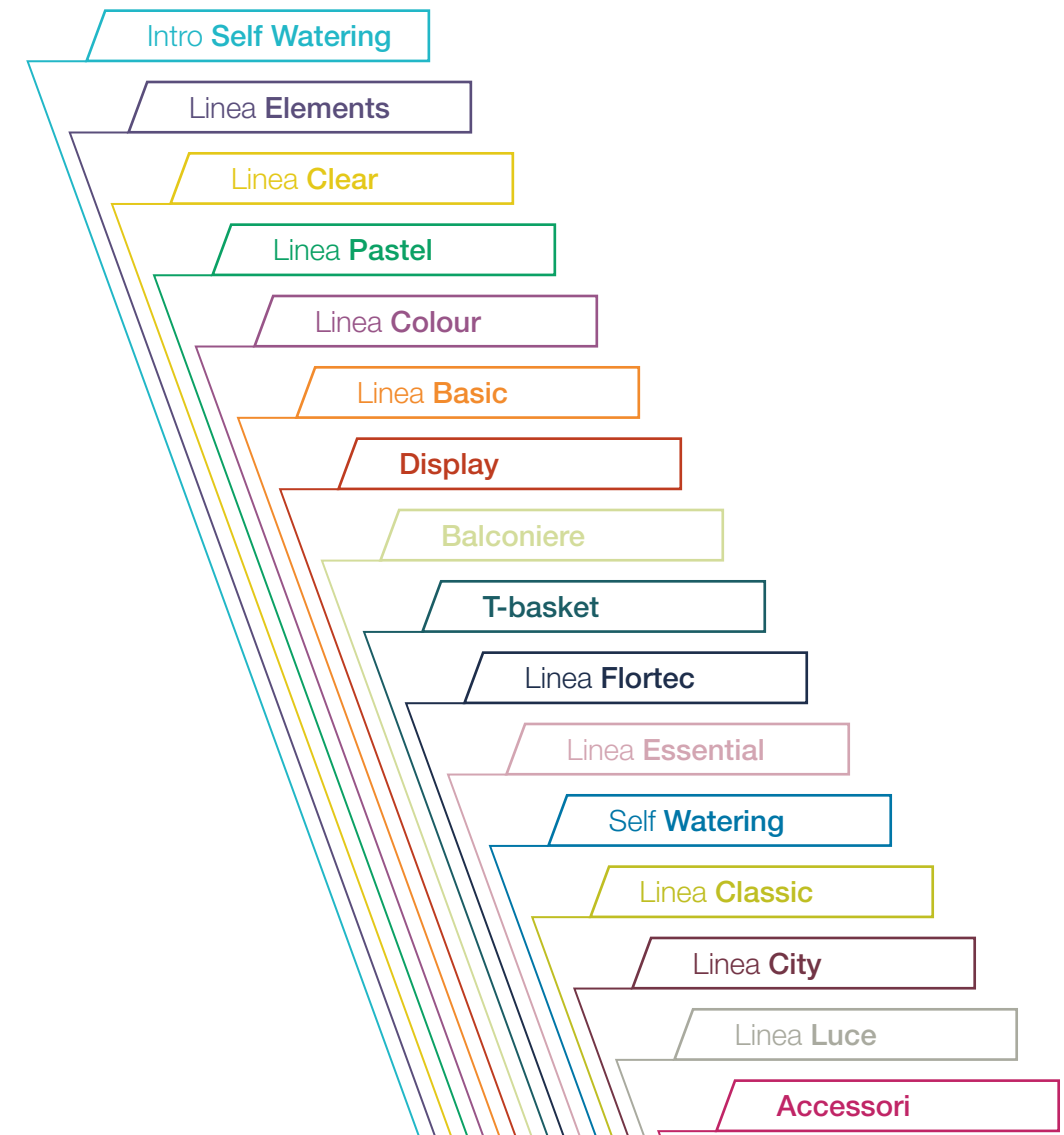 Intro Self Watering
Linea Elements
Linea Clear
Linea Pastel
Linea Colour
Linea Basic
Display
Balconiere
T-basket
Linea Flortec
Linea Essential
Self Watering
Linea Classic
Linea City
Linea Luce
Accessori